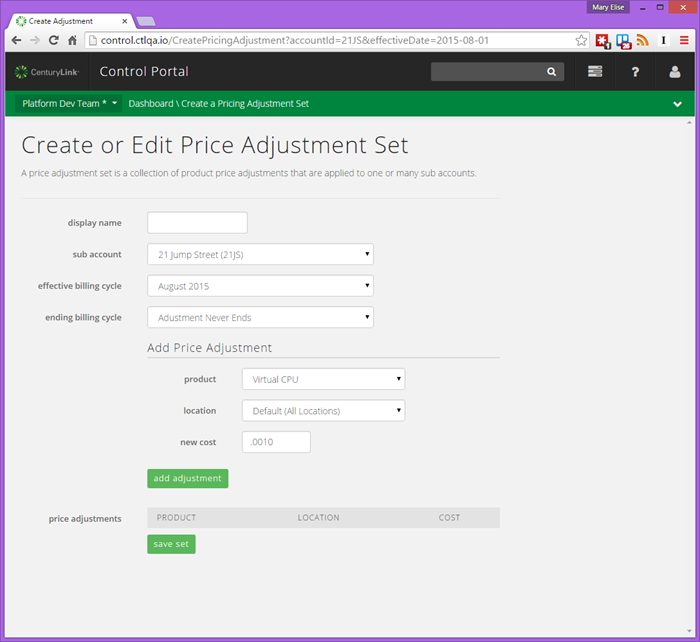 Mary Elise
Create Adjustment
control.ctlqa.io/CreatePricingAdjustment?accountId=21JS&effectiveDate=2015-08-01
CenturyLink Control Portal
Platform Dev Team * Dashboard \ Create a Pricing Adjustment Set
Create or Edit Price Adjustment Set
A price adjustment set is a collection of product price adjustments that are applied to one or many sub accounts.
display name
sub account 21 Jump Street (21JS)
effective billing cycle August 2015
ending billing cycle Adustment Never Ends
Add Price Adjustment
product Virtual CPU
location Default (All Locations)
new cost .0010
add adjustment
price adjustments PRODUCT LOCATION COST
save set